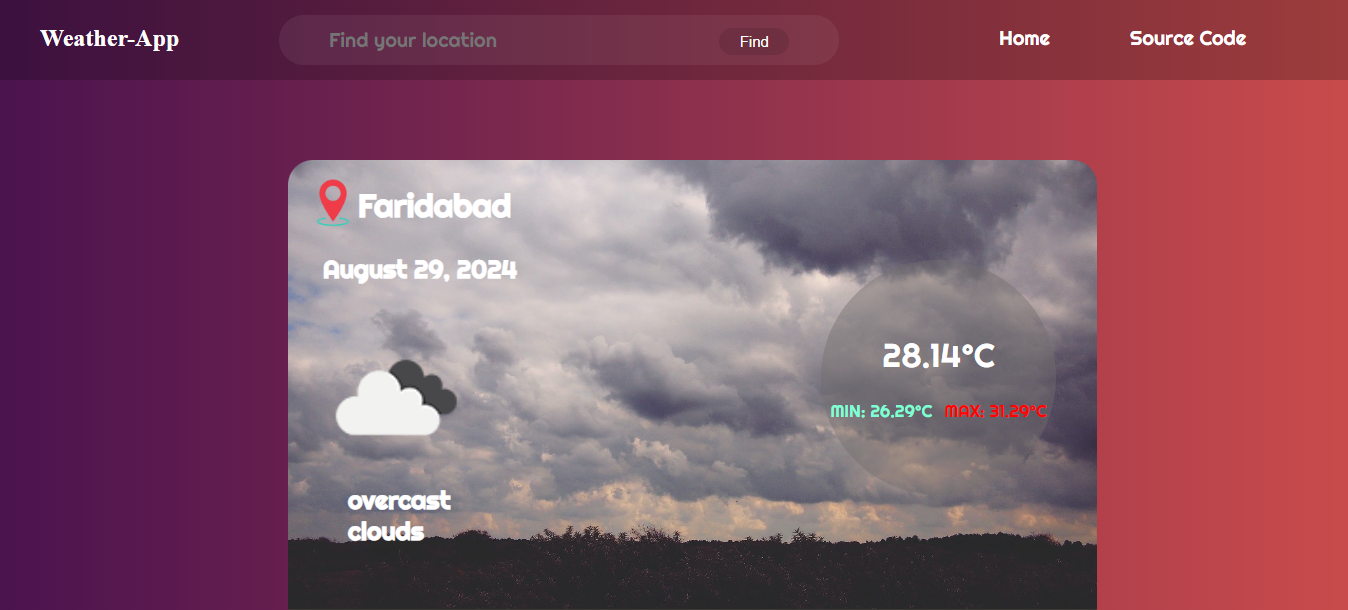 Weather-App
Find your location
Find
Home
Source Code
Faridabad
August 29, 2024
28.14°C
MIN: 26.29°C MAX: 31.29°C
overcast
clouds